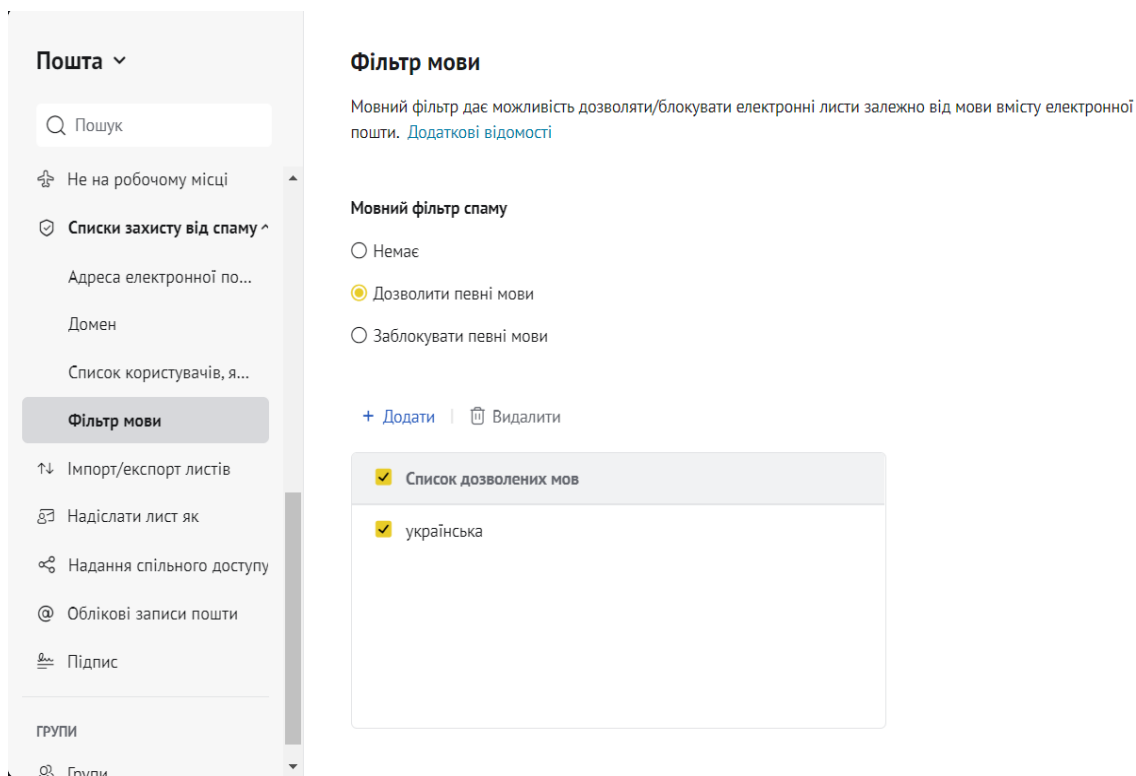 Пошта
Пошук
Не на робочому місці
Списки захисту від спаму
Адреса електронної по...
Домен
Список користувачів, я...
Фільтр мови
Імпорт/експорт листів
Надіслати лист як
Надання спільного доступу
Облікові записи пошти
Підпис
ГРУПИ
Групи
Фільтр мови
Мовний фільтр дає можливість дозволяти/блокувати електронні листи залежно від мови вмісту електронної
пошти. Додаткові відомості
Мовний фільтр спаму
Немає
Дозволити певні мови
Заблокувати певні мови
+ Додати | Видалити
Список дозволених мов
українська